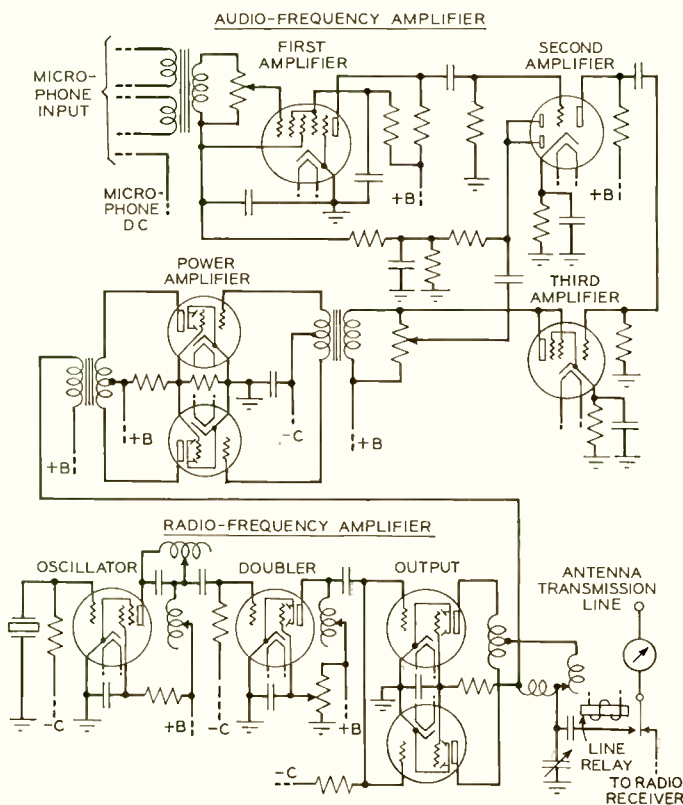 AUDIO-FREQUENCY AMPLIFIER
FIRST
AMPLIFIER
SECOND
AMPLIFIER
MICRO-
PHONE
INPUT
MICRO-
PHONE
DC
+B
+B
POWER
AMPLIFIER
THIRD
AMPLIFIER
+B
-C
+B
RADIO-FREQUENCY AMPLIFIER
OSCILLATOR
DOUBLER
OUTPUT
ANTENNA
TRANSMISSION
LINE
-C
+B
-C
+B
-C
LINE
RELAY
TO RADIO
RECEIVER